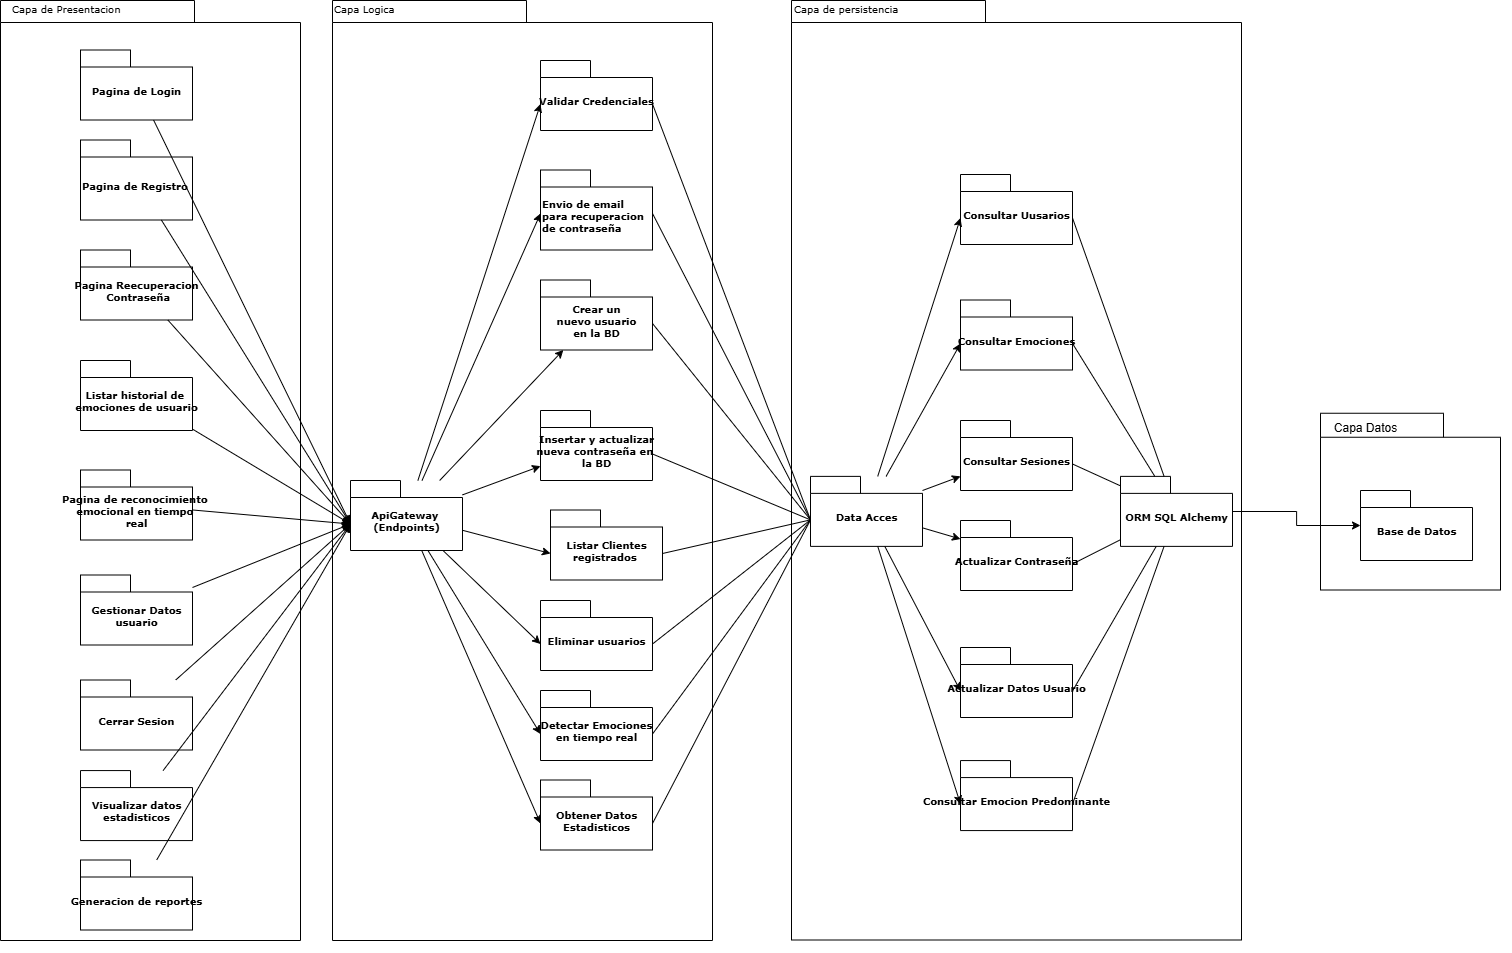 Capa de Presentacion
Pagina de Login
Pagina de Registro
Pagina Reecuperacion
Contraseña
Listar historial de
emociones de usuario
Pagina de reconocimiento
emocional en tiempo
real
Gestionar Datos
usuario
Cerrar Sesion
Visualizar datos
estadisticos
Generacion de reportes
Capa Logica
ApiGateway
(Endpoints)
Validar Credenciales
Envio de email
para recuperacion
de contraseña
Crear un
nuevo usuario
en la BD
Insertar y actualizar
nueva contraseña en
la BD
Listar Clientes
registrados
Eliminar usuarios
Detectar Emociones
en tiempo real
Obtener Datos
Estadisticos
Capa de persistencia
Data Acces
Consultar Uusarios
Consultar Emociones
Consultar Sesiones
Actualizar Contraseña
Actualizar Datos Usuario
Consultar Emocion Predominante
ORM SQL Alchemy
Capa Datos
Base de Datos